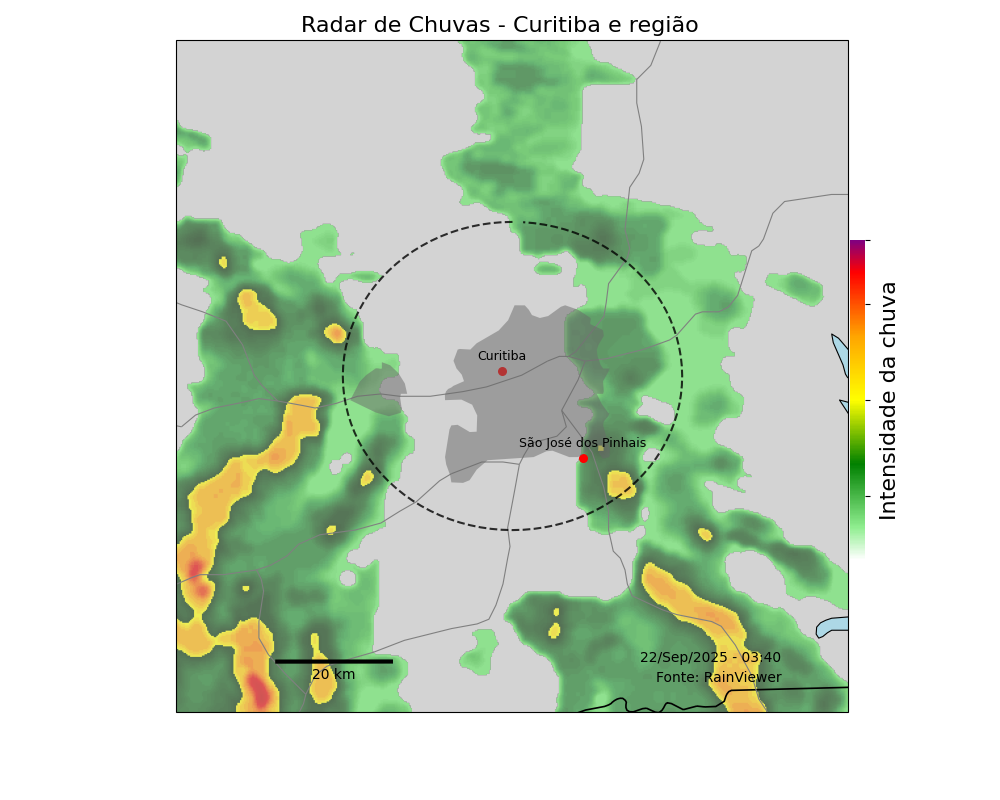 Radar de Chuvas - Curitiba e região
Curitiba
São José dos Pinhais
Intensidade da chuva
22/Sep/2025 - 03:40
Fonte: RainViewer
20 km